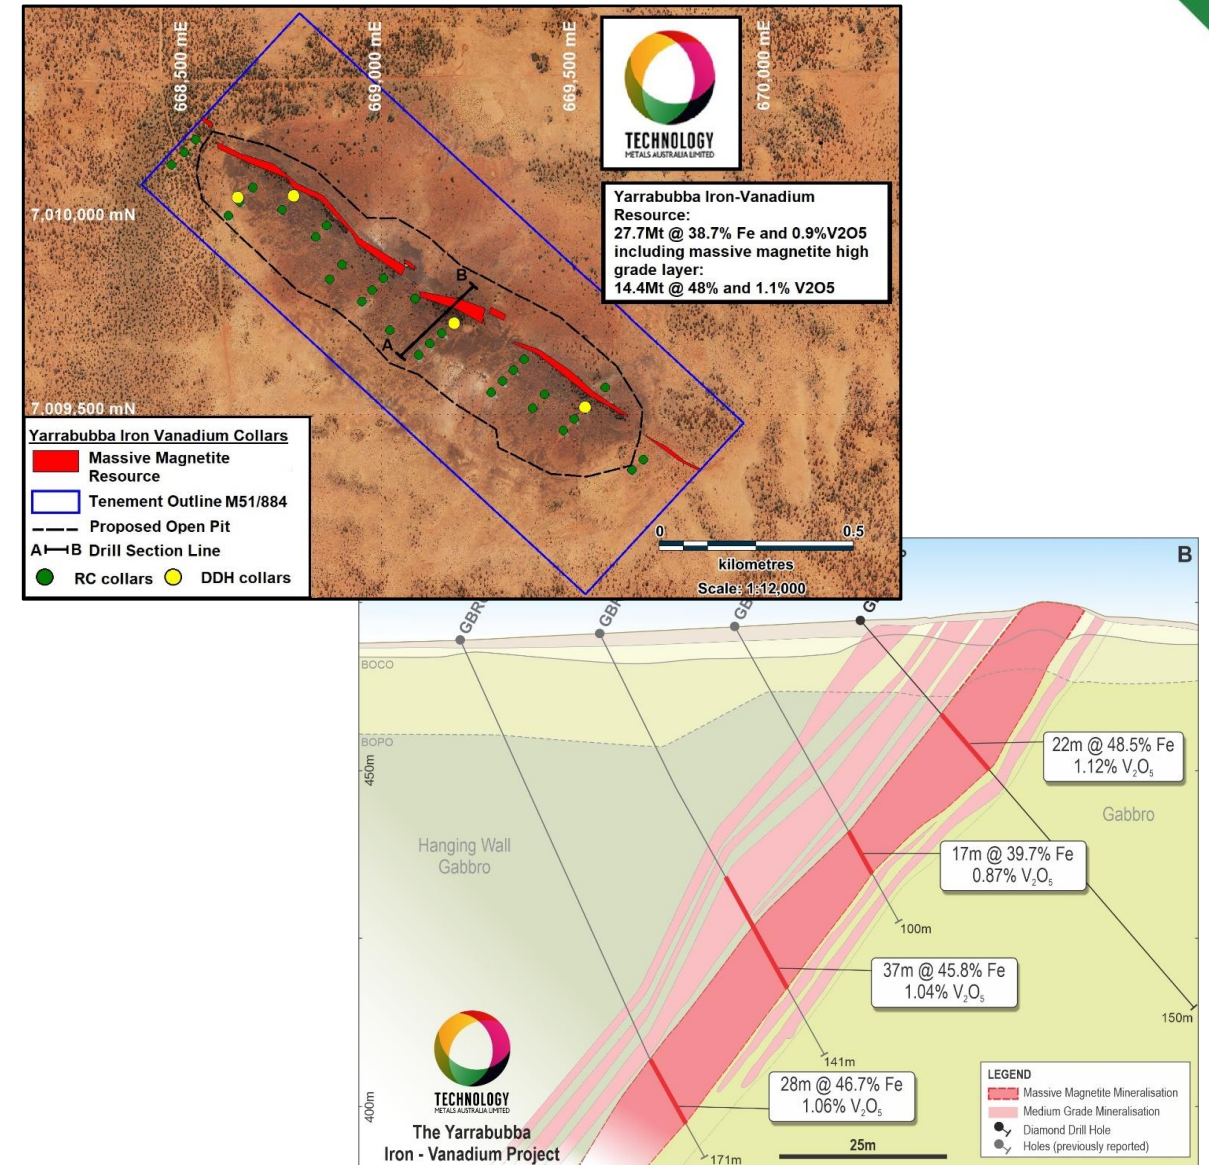 668,500 mE
669,000 mE
669,500 mE
670,000 mE
TECHNOLOGY
METALS AUSTRALIA LIMITED
Yarrabubba Iron-Vanadium
Resource:
27.7Mt @ 38.7% Fe and 0.9%V2O5
including massive magnetite high
grade layer:
14.4Mt @ 48% and 1.1% V2O5
7,010,000 mN
B
A
7,009,500 mN
Yarrabubba Iron Vanadium Collars
Massive Magnetite
Resource
Tenement Outline M51/884
Proposed Open Pit
A B Drill Section Line
RC collars DDH collars
0 0.5
kilometres
Scale: 1:12,000
B
BOCO
BOPO
450m
400m
Hanging Wall
Gabbro
Gabbro
22m @ 48.5% Fe
1.12% V₂O₅
17m @ 39.7% Fe
0.87% V₂O₅
100m
37m @ 45.8% Fe
1.04% V₂O₅
150m
141m
28m @ 46.7% Fe
1.06% V₂O₅
171m
TECHNOLOGY
METALS AUSTRALIA LIMITED
The Yarrabubba
Iron - Vanadium Project
25m
LEGEND
Massive Magnetite Mineralisation
Medium Grade Mineralisation
Diamond Drill Hole
Holes (previously reported)